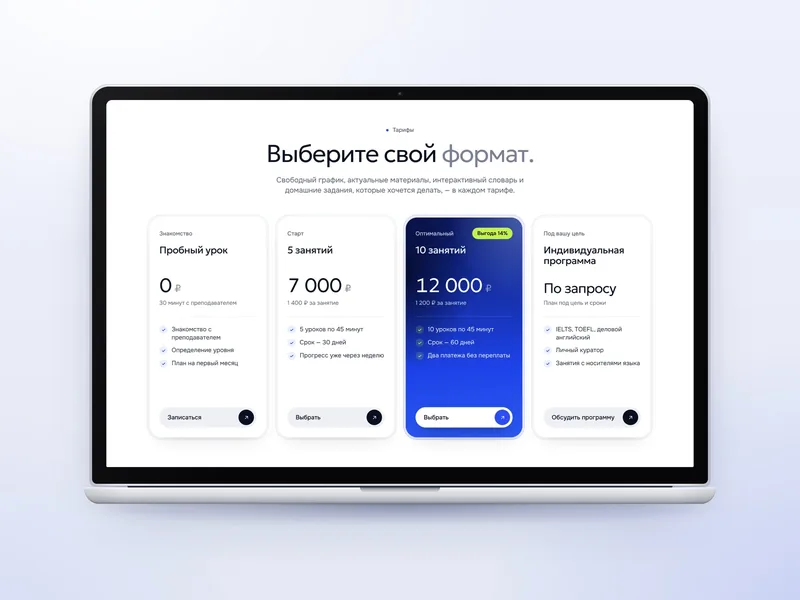 Тарифы
Выберите свой формат.
Свободный график, актуальные материалы, интерактивный словарь и
домашние задания, которые хочется делать, — в каждом тарифе.
Знакомство
Пробный урок
0 ₽
30 минут с преподавателем
Знакомство с
преподавателем
Определение уровня
План на первый месяц
Записаться
Старт
5 занятий
7 000 ₽
1 400 ₽ за занятие
5 уроков по 45 минут
Срок — 30 дней
Прогресс уже через неделю
Выбрать
Оптимальный
Выгода 14%
10 занятий
12 000 ₽
1 200 ₽ за занятие
10 уроков по 45 минут
Срок — 60 дней
Два платежа без переплаты
Выбрать
Под вашу цель
Индивидуальная
программа
По запросу
План под цель и сроки
IELTS, TOEFL, деловой
английский
Личный куратор
Занятия с носителями языка
Обсудить программу